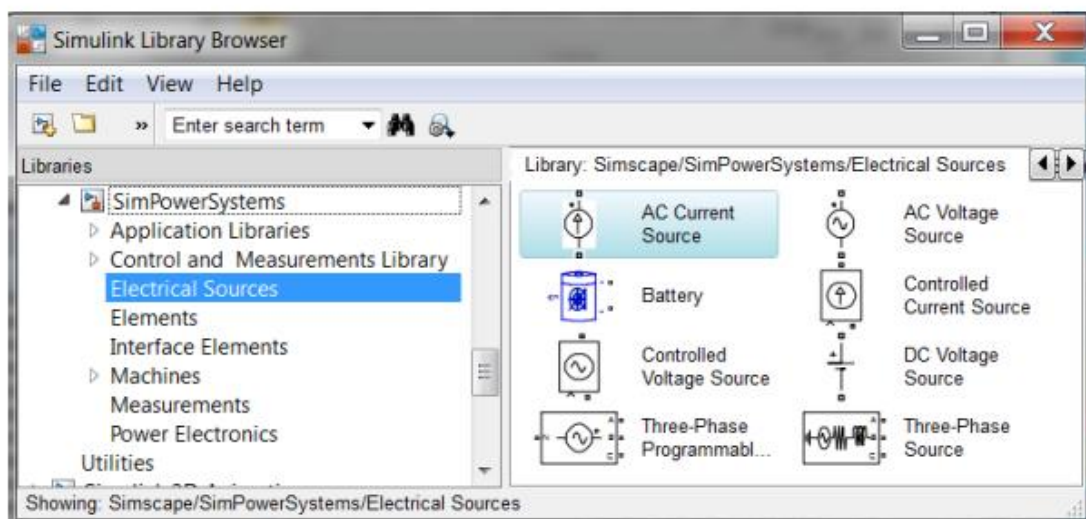 Simulink Library Browser
File Edit View Help
» Enter search term
Libraries
SimPowerSystems
Application Libraries
Control and Measurements Library
Electrical Sources
Elements
Interface Elements
Machines
Measurements
Power Electronics
Utilities
Library: Simscape/SimPowerSystems/Electrical Sources
AC Current
Source
AC Voltage
Source
Battery
Controlled
Current Source
Controlled
Voltage Source
DC Voltage
Source
Three-Phase
Programmabl...
Three-Phase
Source
Showing: Simscape/SimPowerSystems/Electrical Sources